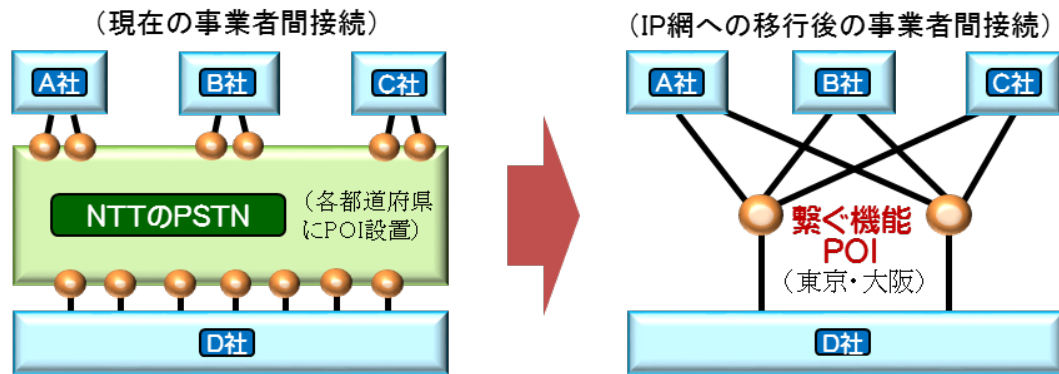 （現在の事業者間接続）
A社
B社
C社
NTTのPSTN
（各都道府県
にPOI設置）
D社
（IP網への移行後の事業者間接続）
A社
B社
C社
繋ぐ機能
POI
（東京・大阪）
D社